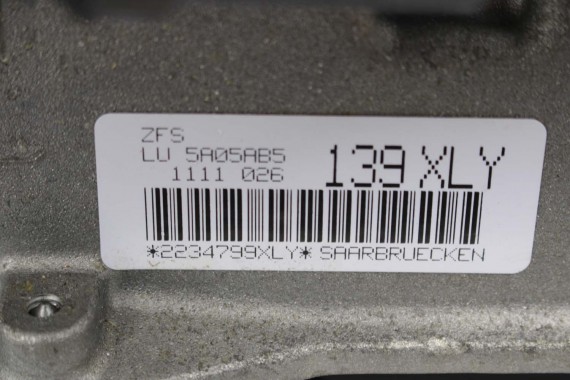 ZFS
LU 5A05AB5
1111 026
139 XLY
*2234799XLY* SAARBRUECKEN